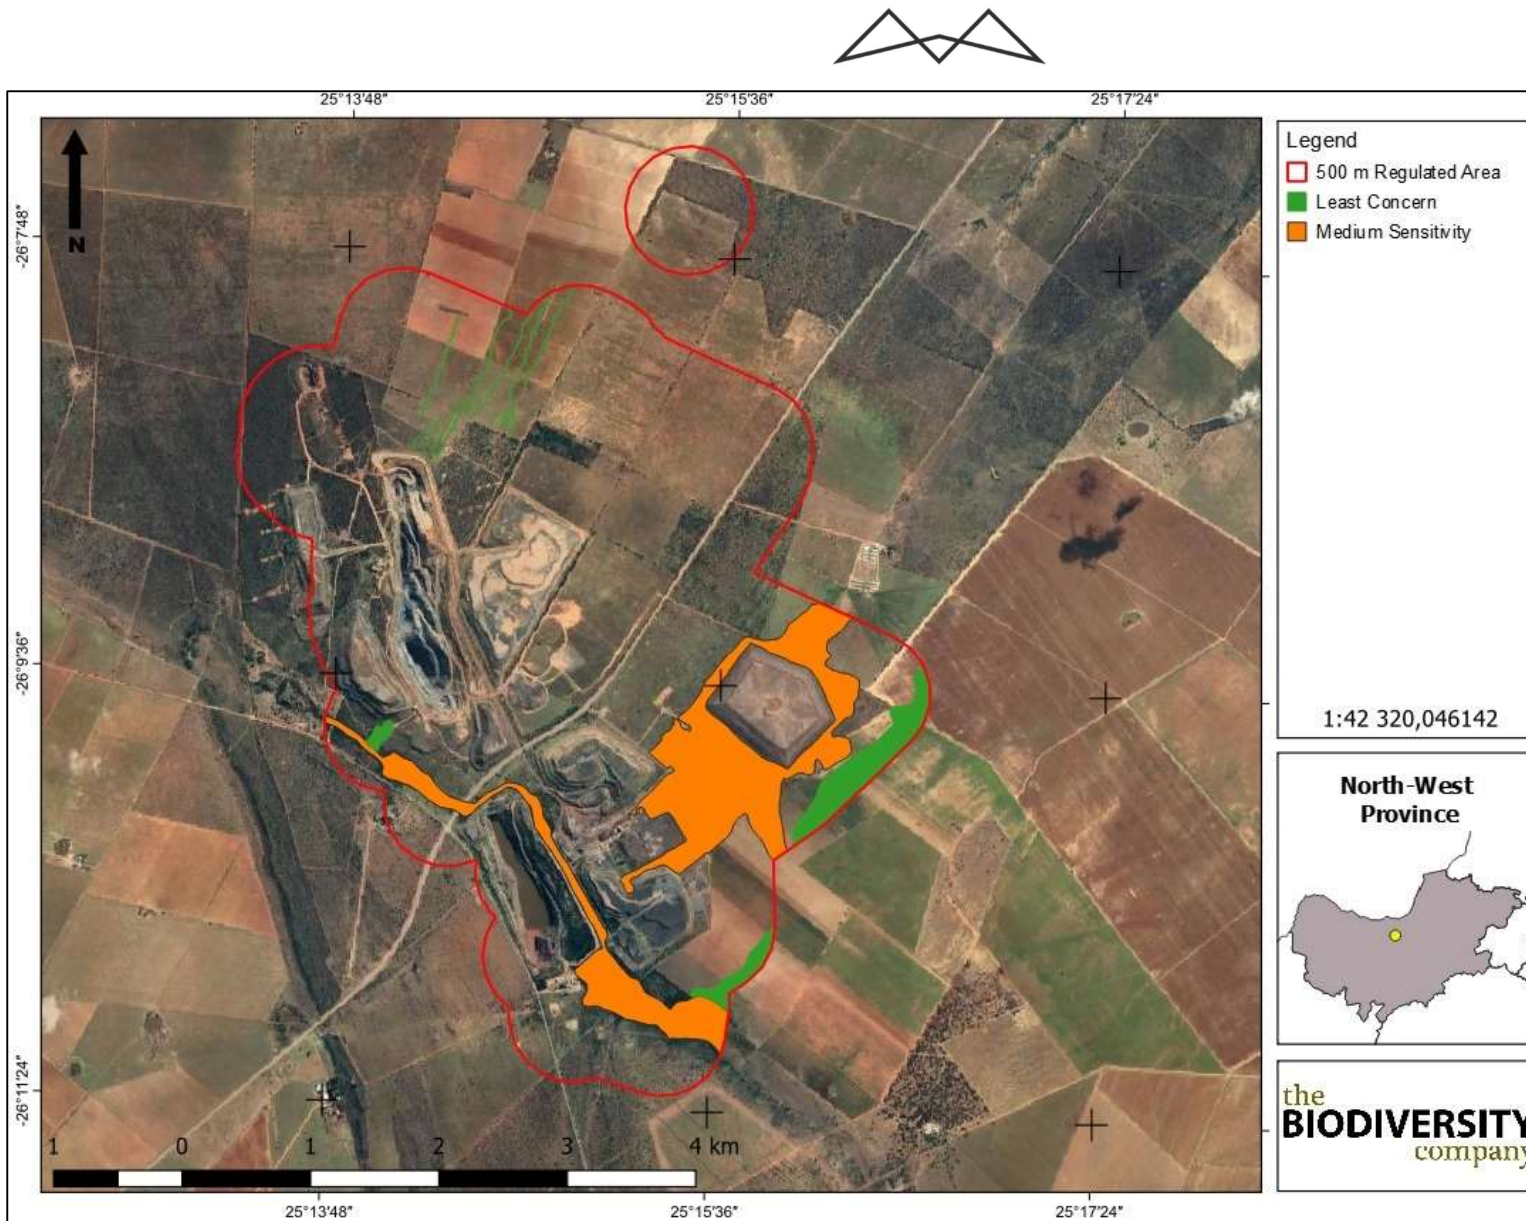 25°13'48" 25°15'36" 25°17'24"
Legend
500 m Regulated Area
Least Concern
Medium Sensitivity
N
-26°7'48"
-26°9'36"
1:42 320,046142
North-West
Province
-26°11'24"
1 0 1 2 3 4 km
the
BIODIVERSITY
company
25°13'48" 25°15'36" 25°17'24"